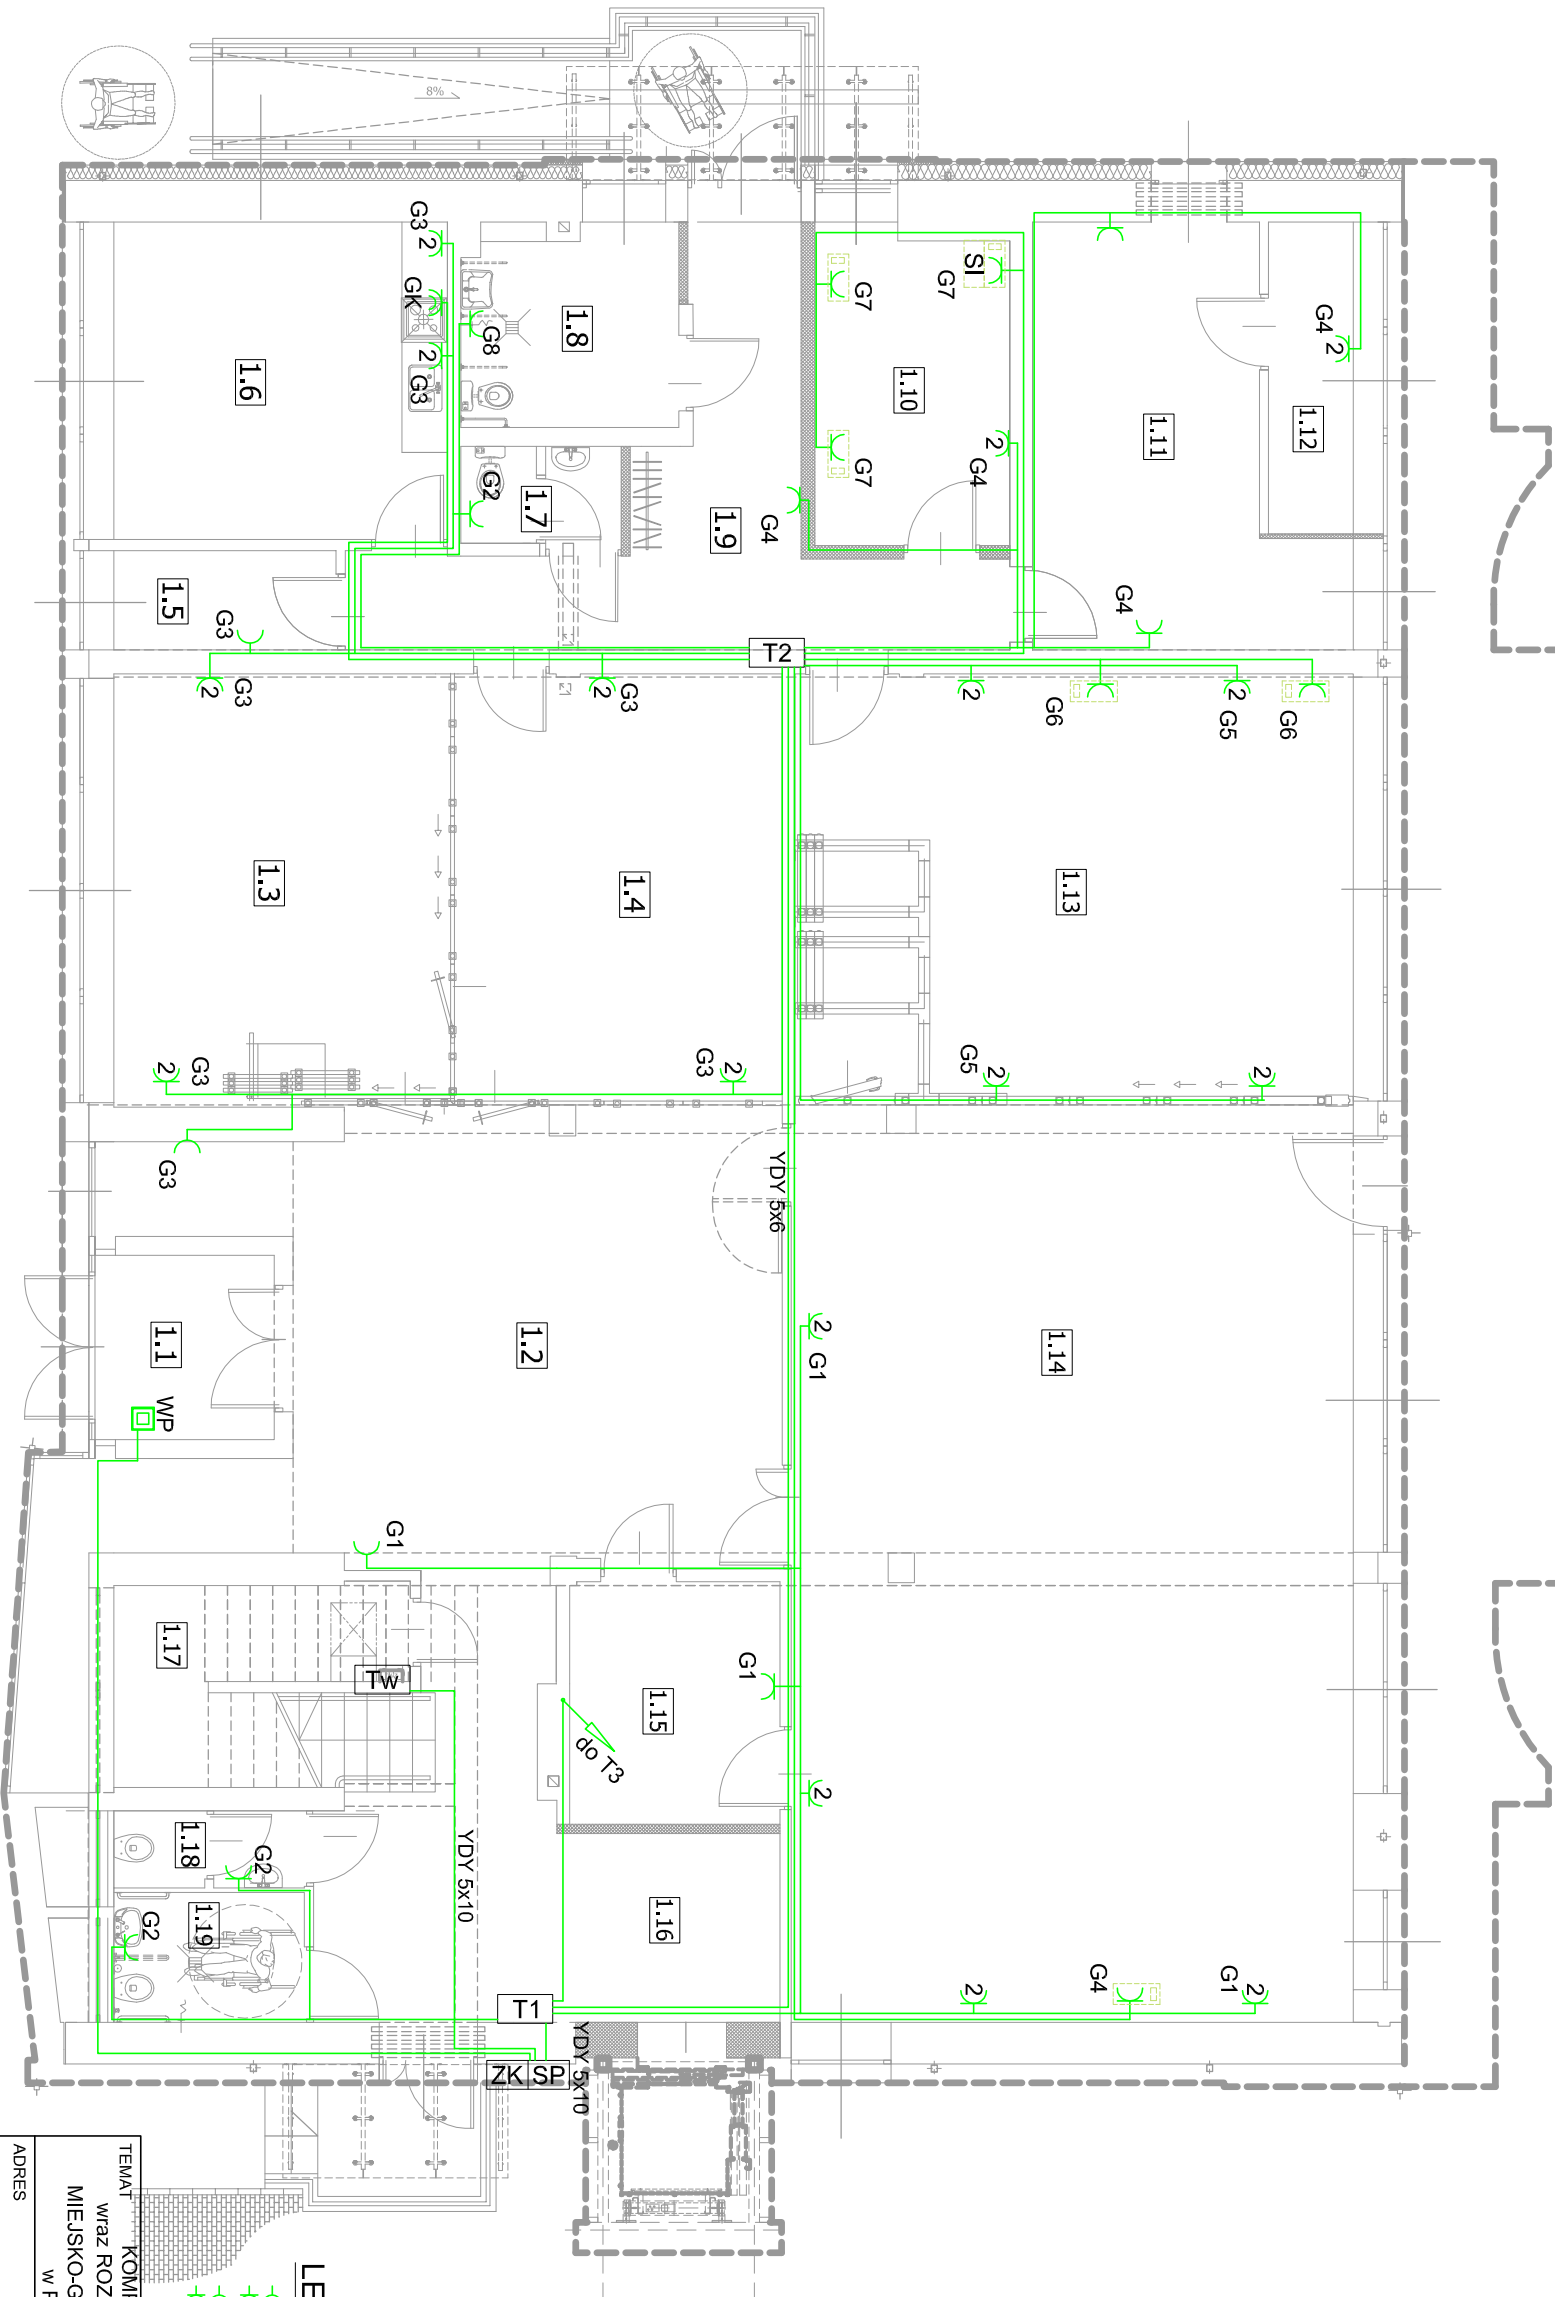 8%
G3
2
GK
2
G3
G8
1.8
1.6
G2
1.7
1.5
G3
2
G3
2
G3
1.9
G4
T2
G7
SI
G7
G7
1.10
2
G4
G4
2
1.12
1.11
G4
2
G6
2
G5
G6
1.3
1.4
1.13
2
G3
G3
2
G5
2
2
G3
YDY 5x6
1.1
1.2
WP
2
G1
1.14
G1
1.17
Tw
G1
1.15
do T3
2
1.18
G2
YDY 5x10
1.19
G2
1.16
T1
2
G4
G1
2
ZK
SP
YDY 5x10
LE
TEMAT
KOM
wraz ROZ
MIEJSKO-G
w F
ADRES